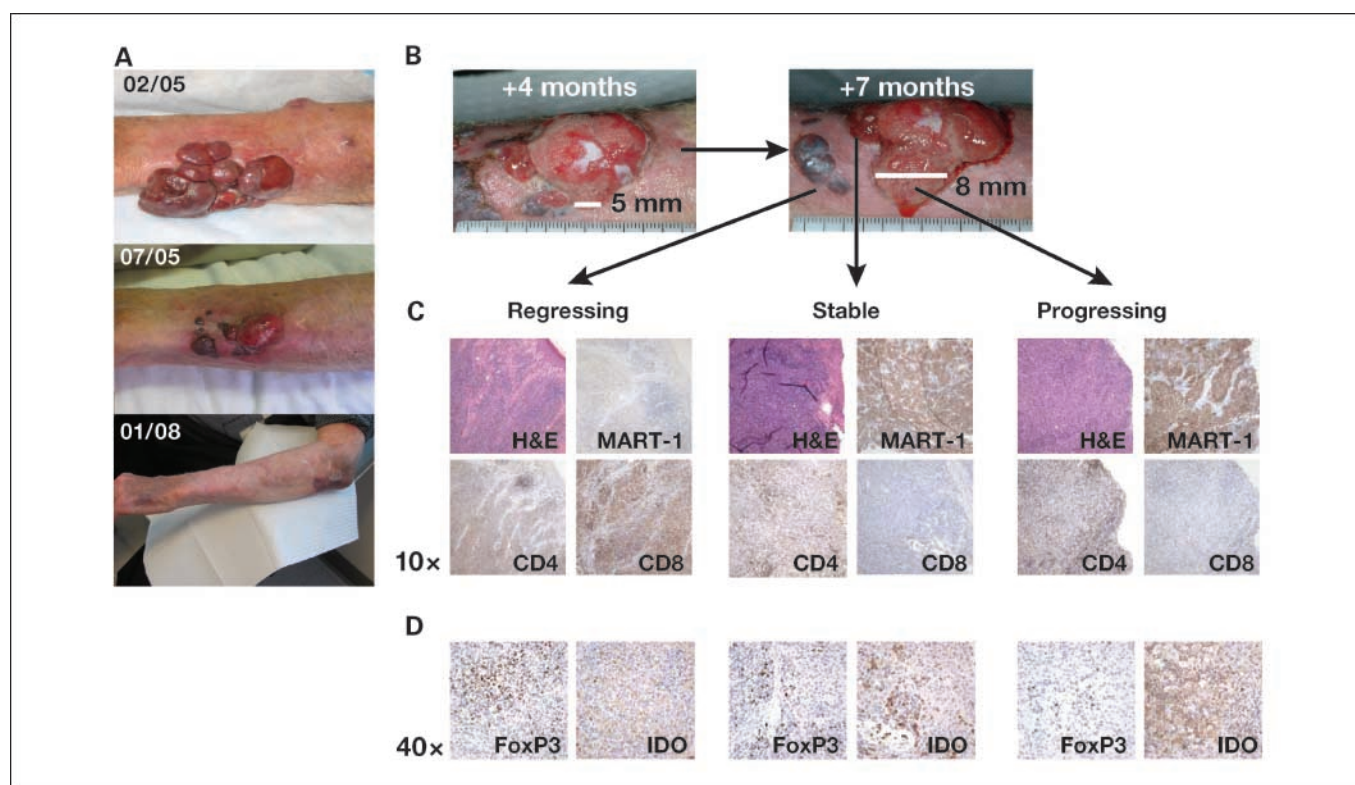 A
02/05
07/05
01/08
B
+4 months
5 mm
+7 months
8 mm
C
Regressing
Stable
Progressing
H&E
MART-1
H&E
MART-1
H&E
MART-1
10×
CD4
CD8
CD4
CD8
CD4
CD8
D
40×
FoxP3
IDO
FoxP3
IDO
FoxP3
IDO